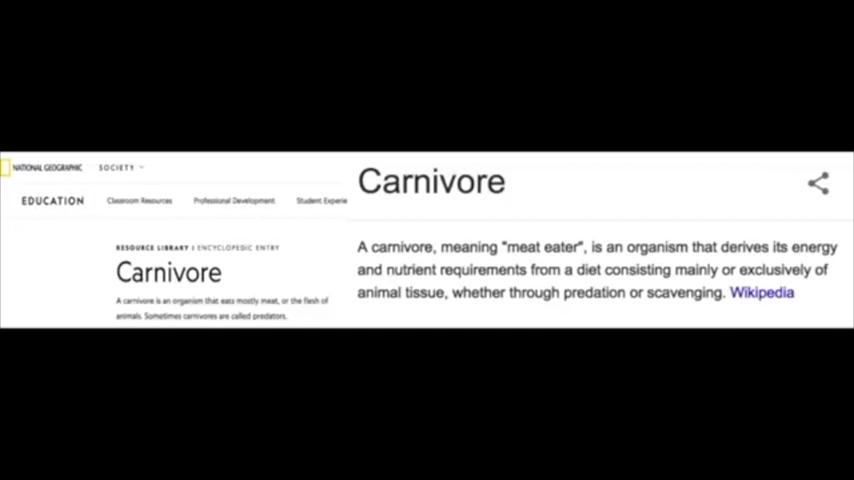 NATIONAL GEOGRAPHIC SOCIETY
EDUCATION Classroom Resources Professional Development Student Experie
RESOURCE LIBRARY | ENCYCLOPEDIC ENTRY
Carnivore
A carnivore is an organism that eats mostly meat, or the flesh of
animals. Sometimes carnivores are called predators.
Carnivore
A carnivore, meaning "meat eater", is an organism that derives its energy
and nutrient requirements from a diet consisting mainly or exclusively of
animal tissue, whether through predation or scavenging. Wikipedia